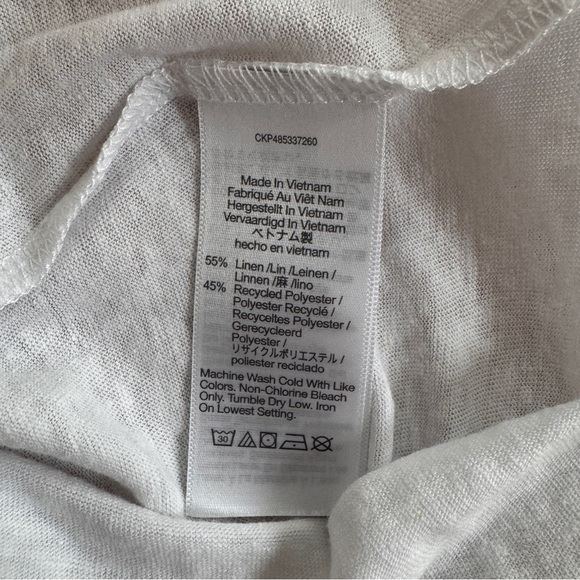 CKP485337260
Made In Vietnam
Fabriqué Au Viêt Nam
Hergestellt In Vietnam
Vervaardigd In Vietnam
ベトナム製
hecho en vietnam
55% Linen /Lin /Leinen /
Linnen /麻 /lino
45% Recycled Polyester /
Polyester Recyclé /
Recyceltes Polyester /
Gerecycleerd
Polyester /
リサイクルポリエステル /
poliester reciclado
Machine Wash Cold With Like
Colors. Non-Chlorine Bleach
Only. Tumble Dry Low. Iron
On Lowest Setting.
30